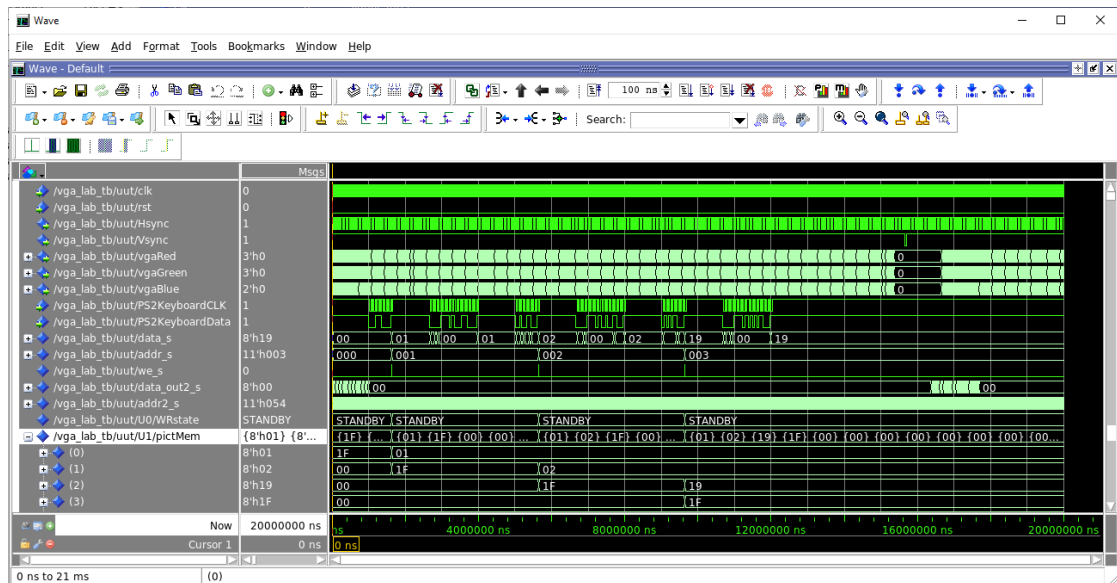 Wave
File Edit View Add Format Tools Bookmarks Window Help
Wave - Default
100 ns
Search:
Msgs
/vga_lab_tb/uut/clk 0
/vga_lab_tb/uut/rst 0
/vga_lab_tb/uut/Hsync 1
/vga_lab_tb/uut/Vsync 1
/vga_lab_tb/uut/vgaRed 3'h0 0
/vga_lab_tb/uut/vgaGreen 3'h0 0
/vga_lab_tb/uut/vgaBlue 2'h0 0
/vga_lab_tb/uut/PS2KeyboardCLK 1
/vga_lab_tb/uut/PS2KeyboardData 1
/vga_lab_tb/uut/data_s 8'h19 00 01 00 01 02 00 02 19 00 19
/vga_lab_tb/uut/addr_s 11'h003 000 001 002 003
/vga_lab_tb/uut/we_s 0
/vga_lab_tb/uut/data_out2_s 8'h00 00 00
/vga_lab_tb/uut/addr2_s 11'h054
/vga_lab_tb/uut/U0/WRstate STANDBY STANDBY STANDBY STANDBY STANDBY
/vga_lab_tb/uut/U1/pictMem {8'h01} {8'... {1F} {... {01} {1F} {00} {00} ... {01} {02} {1F} {00} ... {01} {02} {19} {1F} {00} {00} {00} {00} {00} {00} {00} {00...
(0) 8'h01 1F 01
(1) 8'h02 00 1F 02
(2) 8'h19 00 1F 19
(3) 8'h1F 00 1F
Now 20000000 ns ns 4000000 ns 8000000 ns 12000000 ns 16000000 ns 20000000 ns
Cursor 1 0 ns 0 ns
0 ns to 21 ms (0)